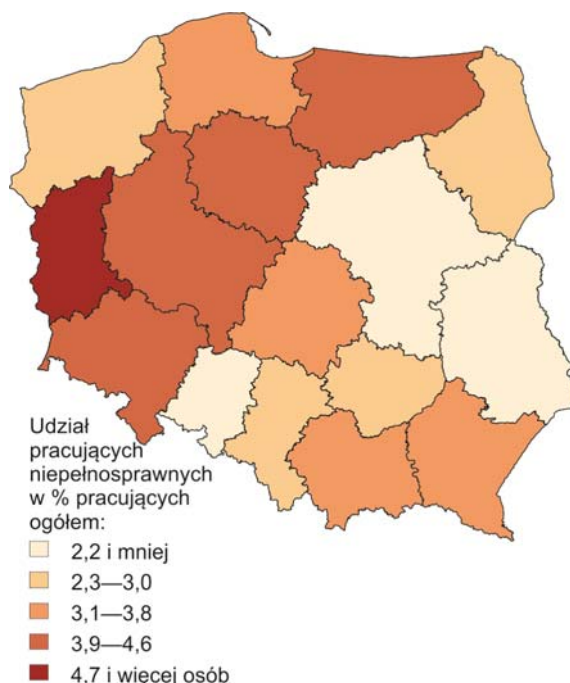 Udział
pracujących
niepełnosprawnych
w % pracujących
ogółem:
2,2 i mniej
2,3—3,0
3,1—3,8
3,9—4,6
4,7 i więcej osób